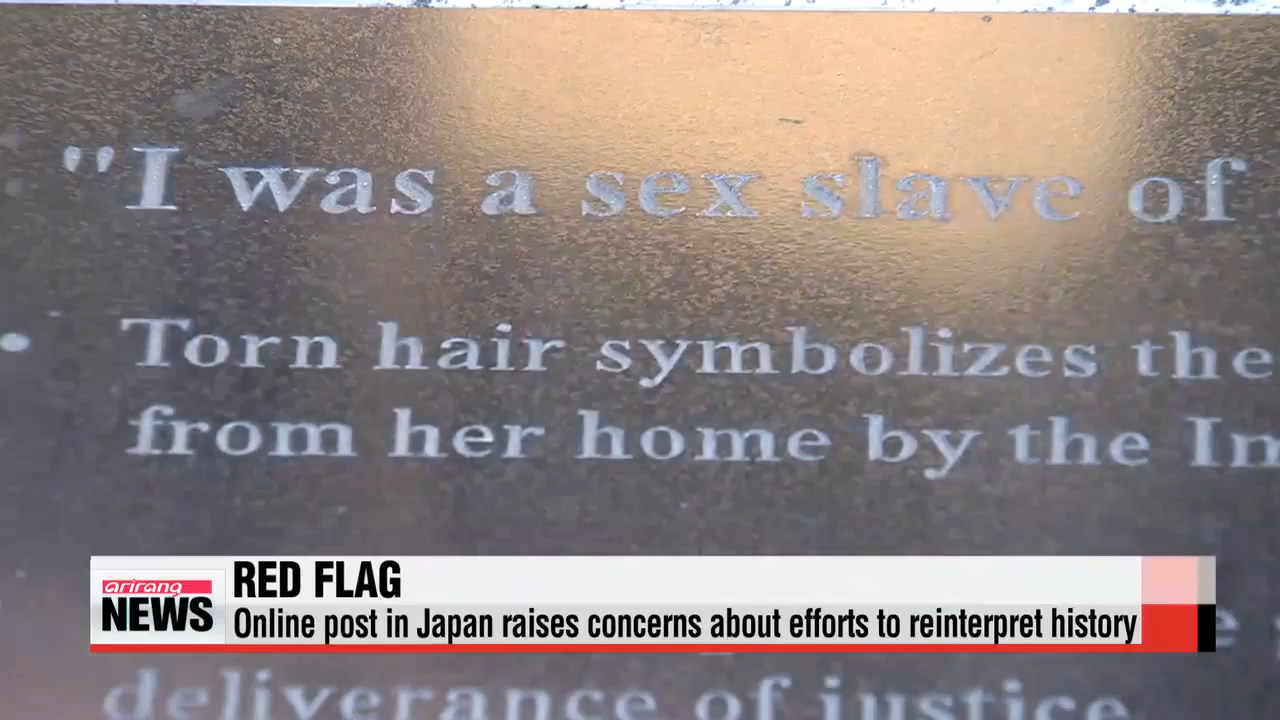 "I was a sex slave of
• Torn hair symbolizes the
from her home by the
arirang
NEWS
RED FLAG
Online post in Japan raises concerns about efforts to reinterpret history
deliverance of justice